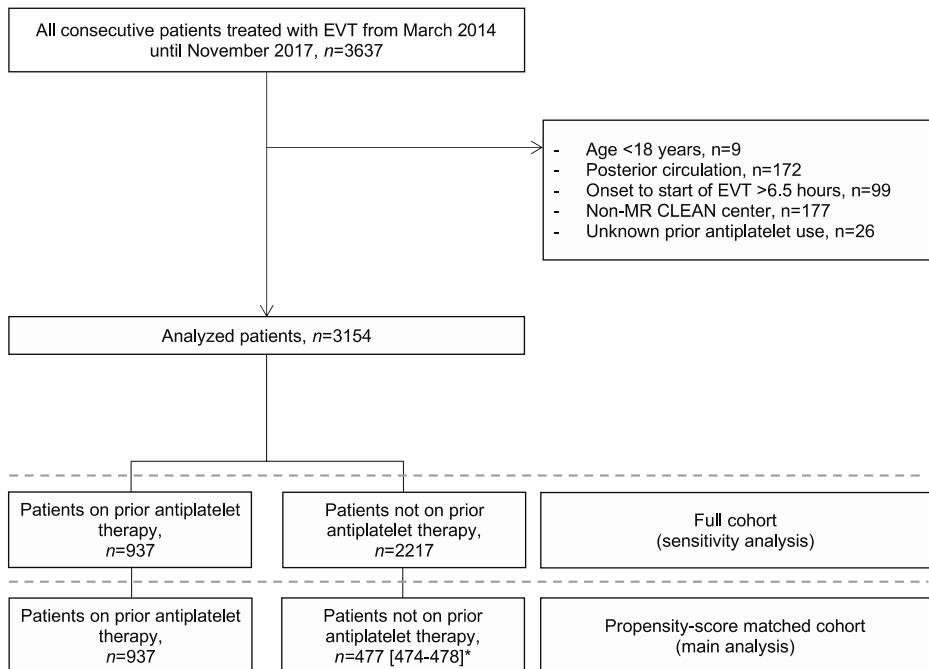 All consecutive patients treated with EVT from March 2014
until November 2017, n=3637
- Age <18 years, n=9
- Posterior circulation, n=172
- Onset to start of EVT >6.5 hours, n=99
- Non-MR CLEAN center, n=177
- Unknown prior antiplatelet use, n=26
Analyzed patients, n=3154
Patients on prior antiplatelet
therapy,
n=937
Patients not on prior
antiplatelet therapy,
n=2217
Full cohort
(sensitivity analysis)
Patients on prior antiplatelet
therapy,
n=937
Patients not on prior
antiplatelet therapy,
n=477 [474-478]*
Propensity-score matched cohort
(main analysis)